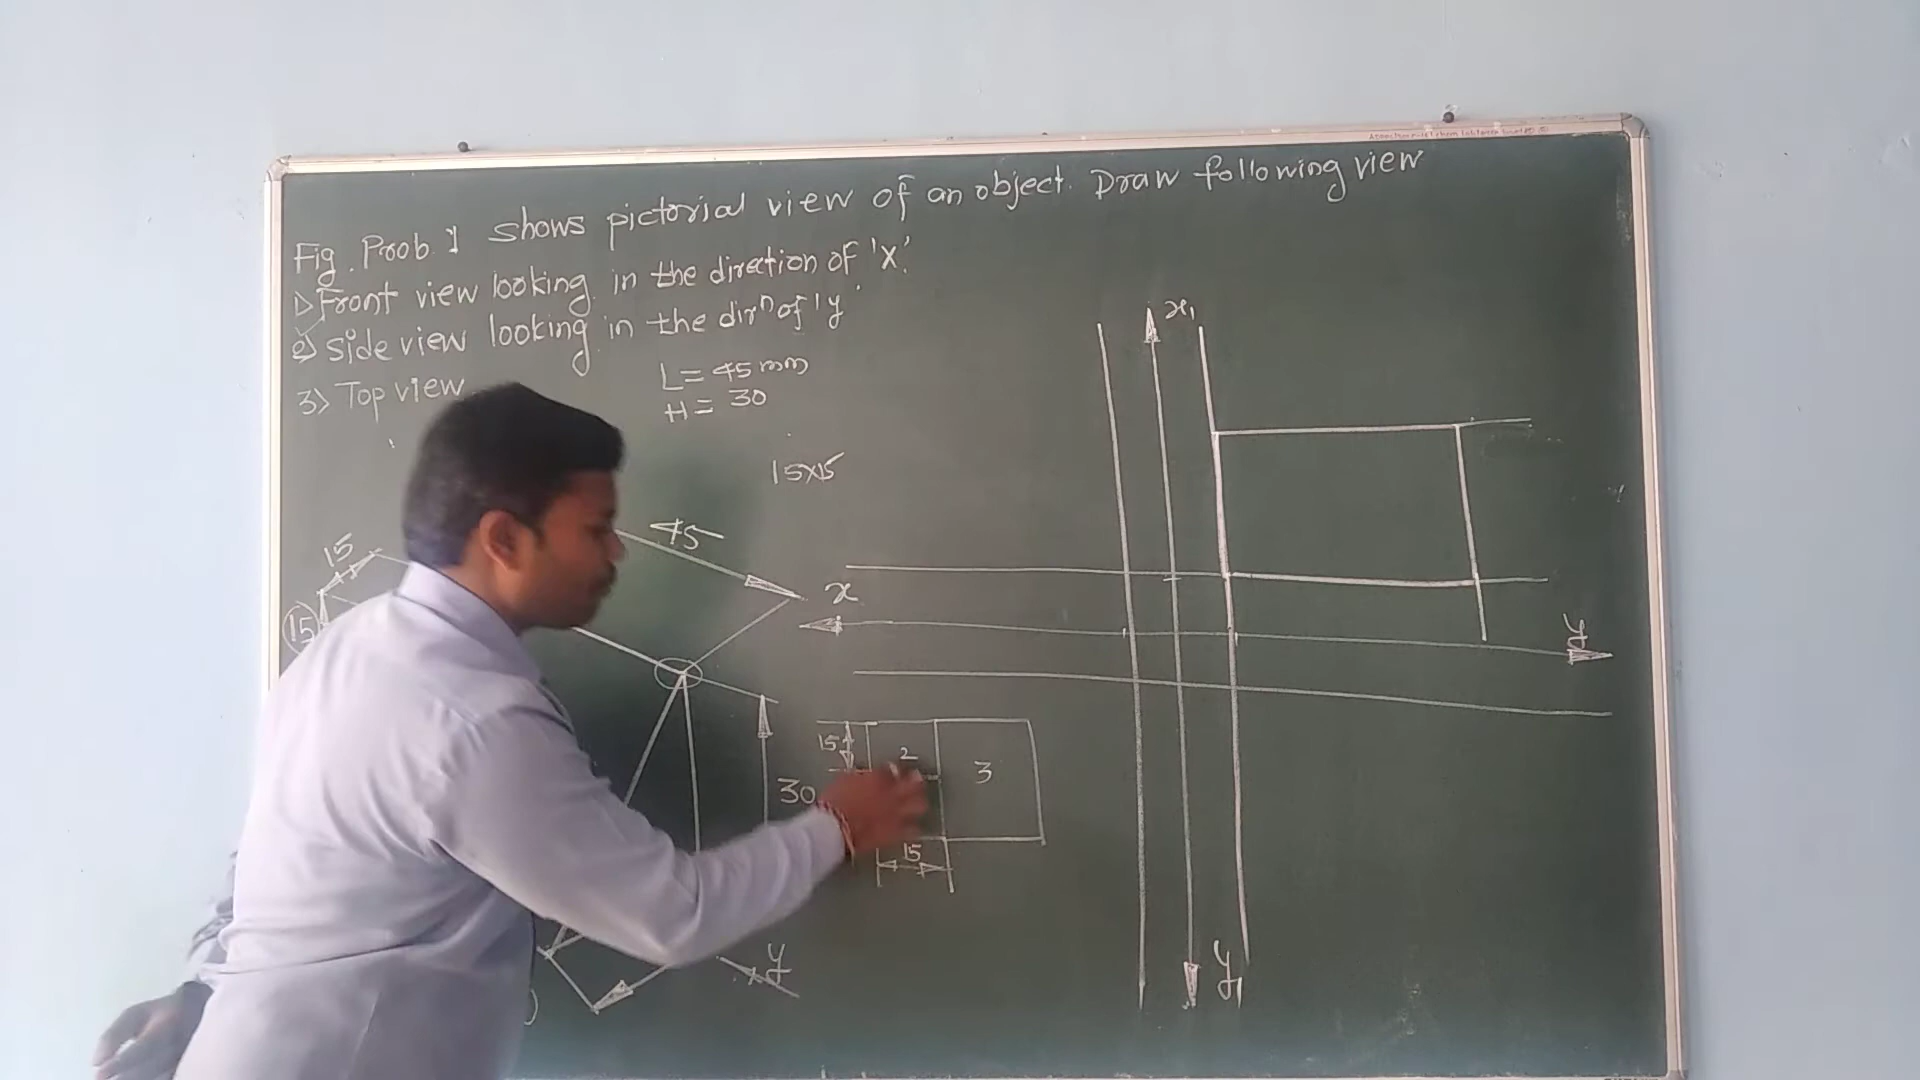 Fig. Prob. 1 shows pictorial view of an object. Draw following view
1) Front view looking in the direction of 'X'.
2) Side view looking in the dirn of 'y'
3) Top view
L = 45 mm
H = 30
15x15
45
15
15
x
x1
y
15
2
3
30
15
y
y1